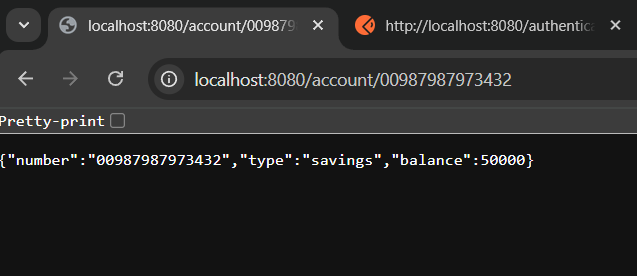 localhost:8080/account/009879
http://localhost:8080/authentica
localhost:8080/account/00987987973432
Pretty-print
{"number":"00987987973432","type":"savings","balance":50000}